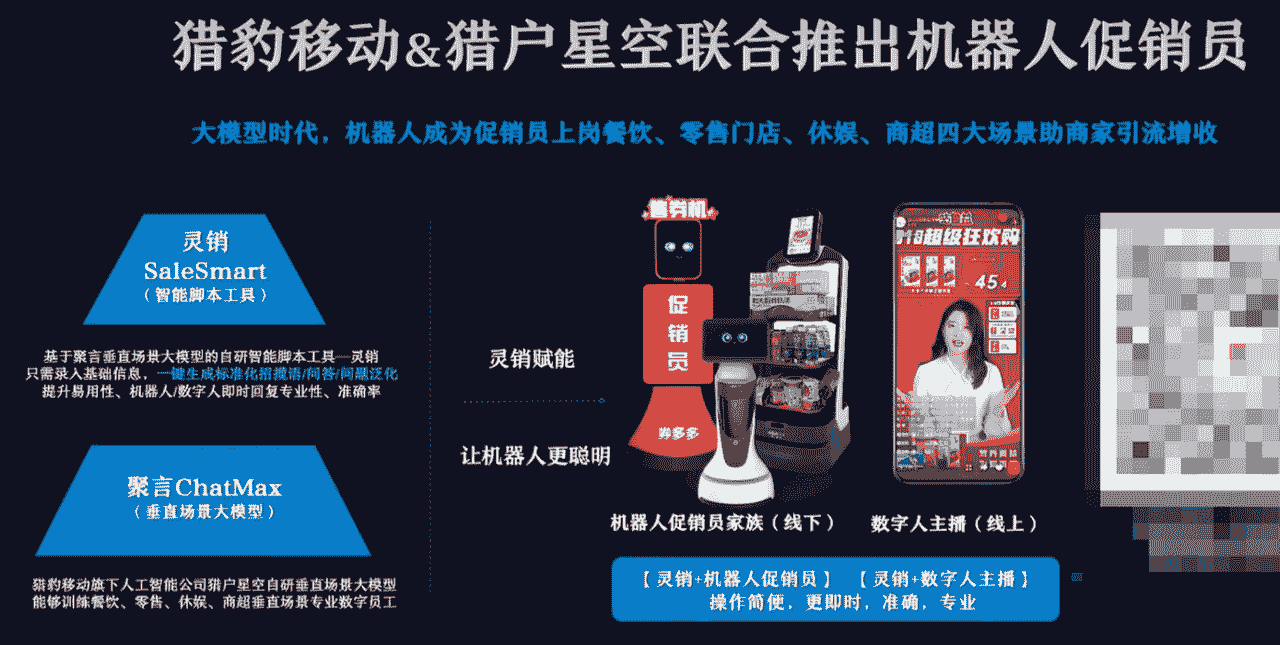 猎豹移动&猎户星空联合推出机器人促销员
大模型时代，机器人成为促销员上岗餐饮、零售门店、休娱、商超四大场景助商家引流增收
灵销
SaleSmart
（智能脚本工具）
基于聚言垂直场景大模型的自研智能脚本工具—灵销
只需录入基础信息，一键生成标准化招揽语/问答/问题泛化
提升易用性、机器人/数字人即时回复专业性、准确率
聚言ChatMax
（垂直场景大模型）
猎豹移动旗下人工智能公司猎户星空自研垂直场景大模型
能够训练餐饮、零售、休娱、商超垂直场景专业数字员工
灵销赋能
让机器人更聪明
售券机
促销员
券多多
超级狂欢购
45
机器人促销员家族（线下）
数字人主播（线上）
【灵销+机器人促销员】 【灵销+数字人主播】
操作简便，更即时，准确，专业